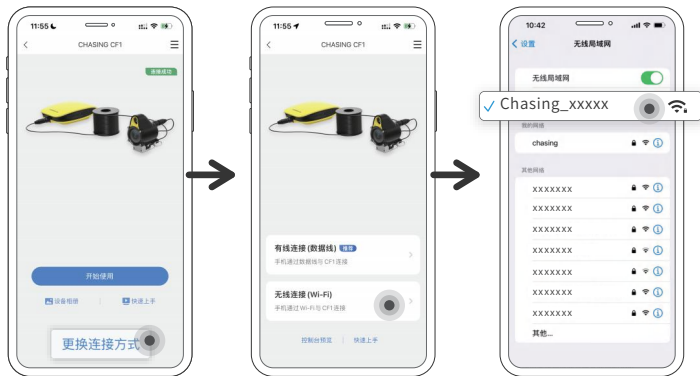 11:55
CHASING CF1
连接成功
开始使用
设备相册
快速上手
更换连接方式
11:55
CHASING CF1
有线连接 (数据线) 推荐
手机通过数据线与CF1连接
无线连接 (Wi-Fi)
手机通过 Wi-Fi与CF1连接
控制台预览
快速上手
10:42
设置
无线局域网
无线局域网
Chasing_xxxxx
我的网络
chasing
其他网络
xxxxxxx
xxxxxxx
xxxxxxx
xxxxxxx
xxxxxxx
xxxxxxx
xxxxxxx
其他...